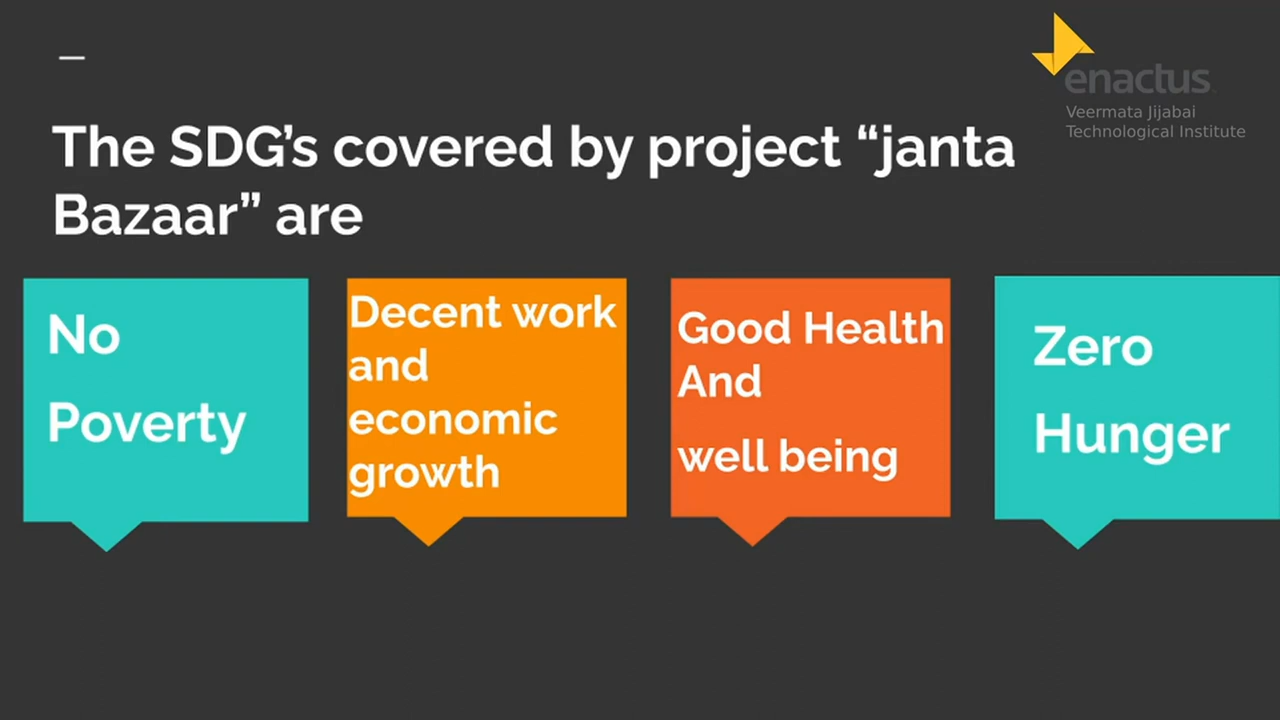 enactus
Veermata Jijabai
Technological Institute
The SDG’s covered by project “janta
Bazaar” are
No
Poverty
Decent work
and
economic
growth
Good Health
And
well being
Zero
Hunger